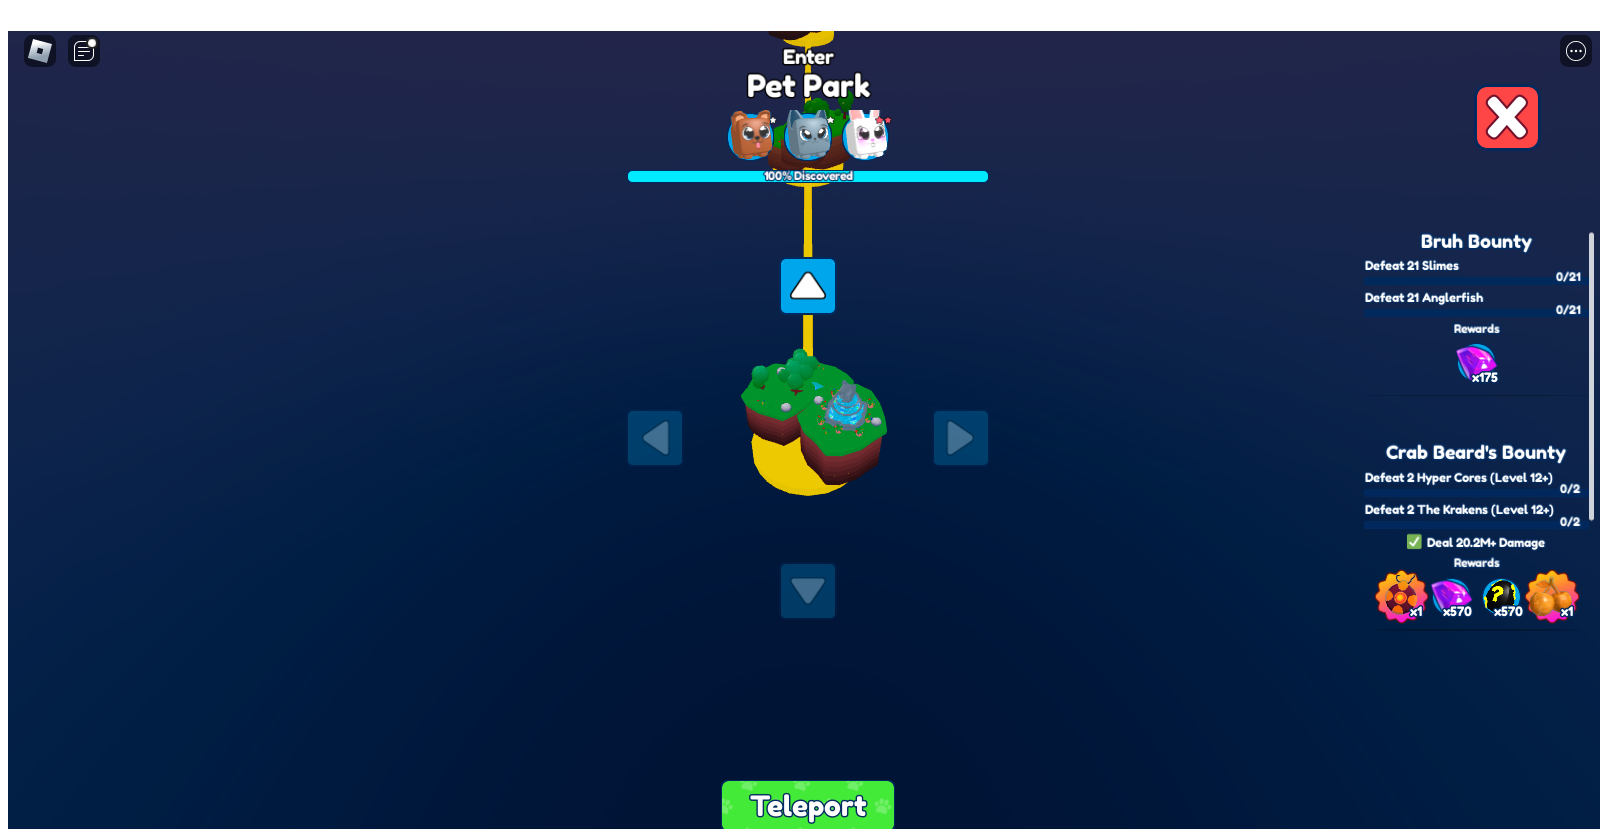 Enter
Pet Park
100% Discovered
Bruh Bounty
Defeat 21 Slimes
0/21
Defeat 21 Anglerfish
0/21
Rewards
x175
Crab Beard's Bounty
Defeat 2 Hyper Cores (Level 12+)
0/2
Defeat 2 The Krakens (Level 12+)
0/2
✅ Deal 20.2M+ Damage
Rewards
?
x1 x570 x570 x1
Teleport